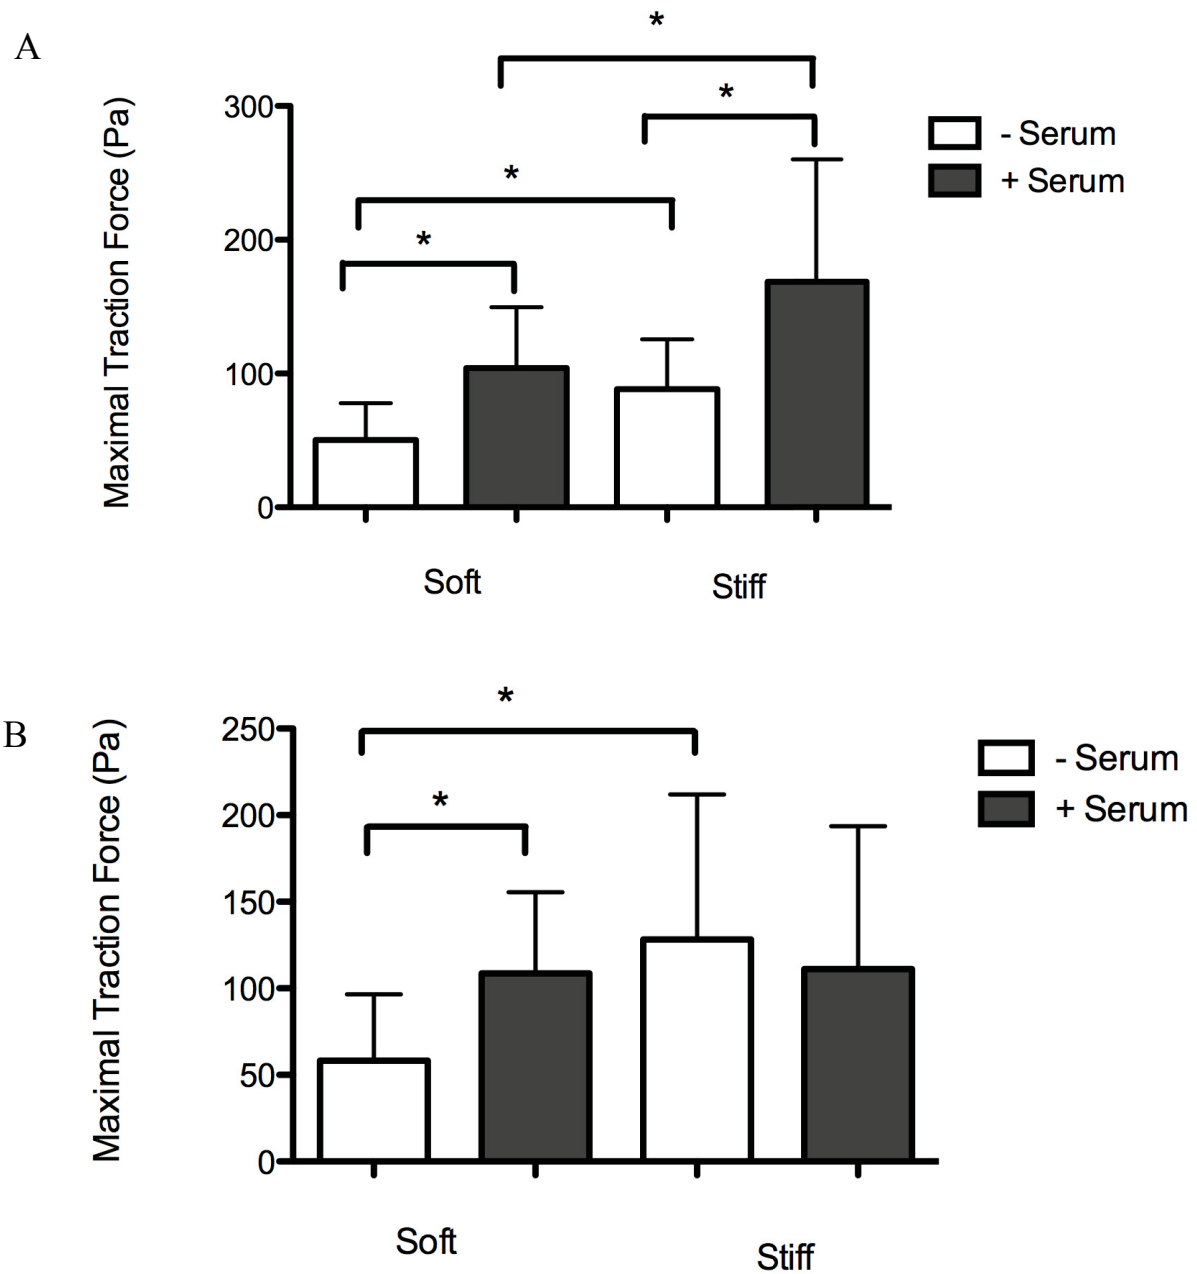 A
*
*
*
*
Maximal Traction Force (Pa)
300
200
100
0
- Serum
+ Serum
Soft
Stiff
B
*
*
Maximal Traction Force (Pa)
250
200
150
100
50
0
- Serum
+ Serum
Soft
Stiff